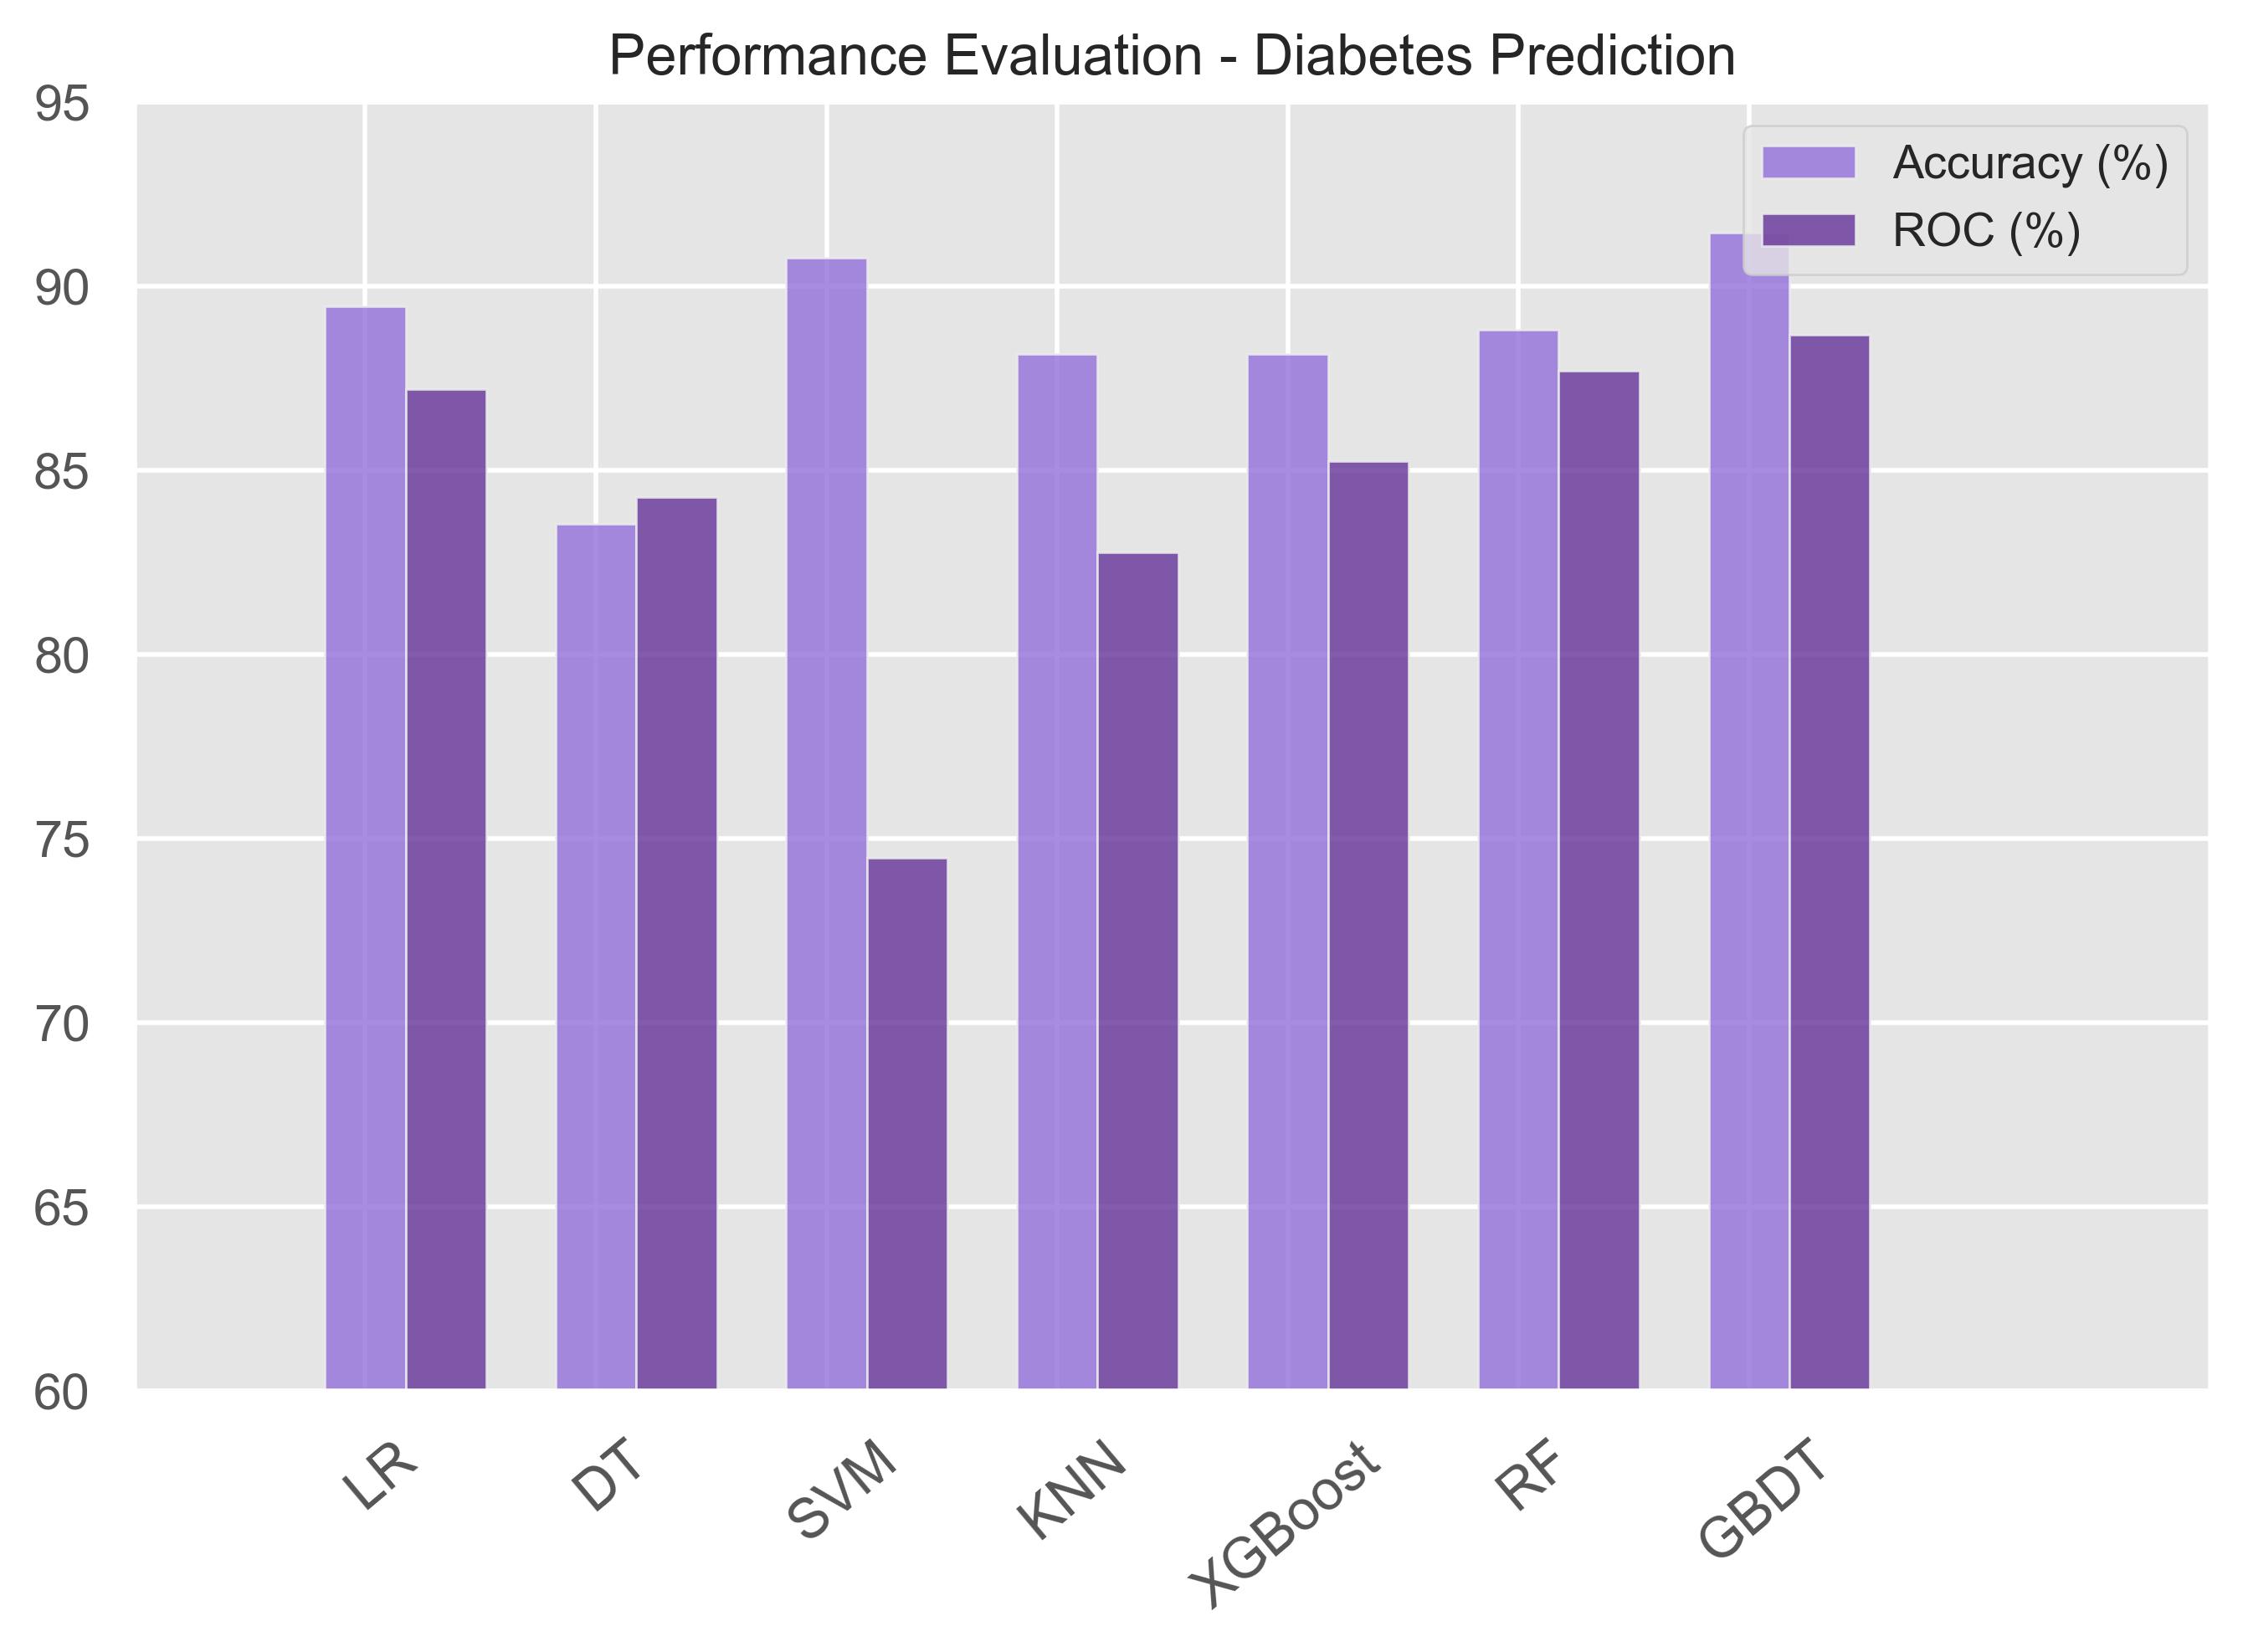 Performance Evaluation - Diabetes Prediction
95
90
85
80
75
70
65
60
Accuracy (%)
ROC (%)
LR
DT
SVM
KNN
XGBoost
RF
GBDT